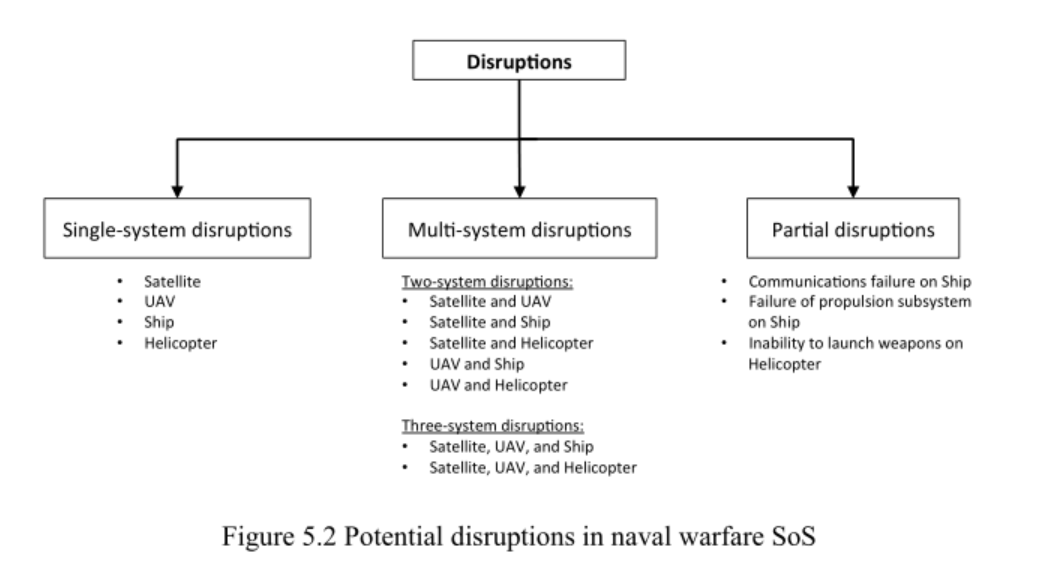 Disruptions
Single-system disruptions
• Satellite
• UAV
• Ship
• Helicopter
Multi-system disruptions
Two-system disruptions:
• Satellite and UAV
• Satellite and Ship
• Satellite and Helicopter
• UAV and Ship
• UAV and Helicopter
Three-system disruptions:
• Satellite, UAV, and Ship
• Satellite, UAV, and Helicopter
Partial disruptions
• Communications failure on Ship
• Failure of propulsion subsystem
on Ship
• Inability to launch weapons on
Helicopter
Figure 5.2 Potential disruptions in naval warfare SoS